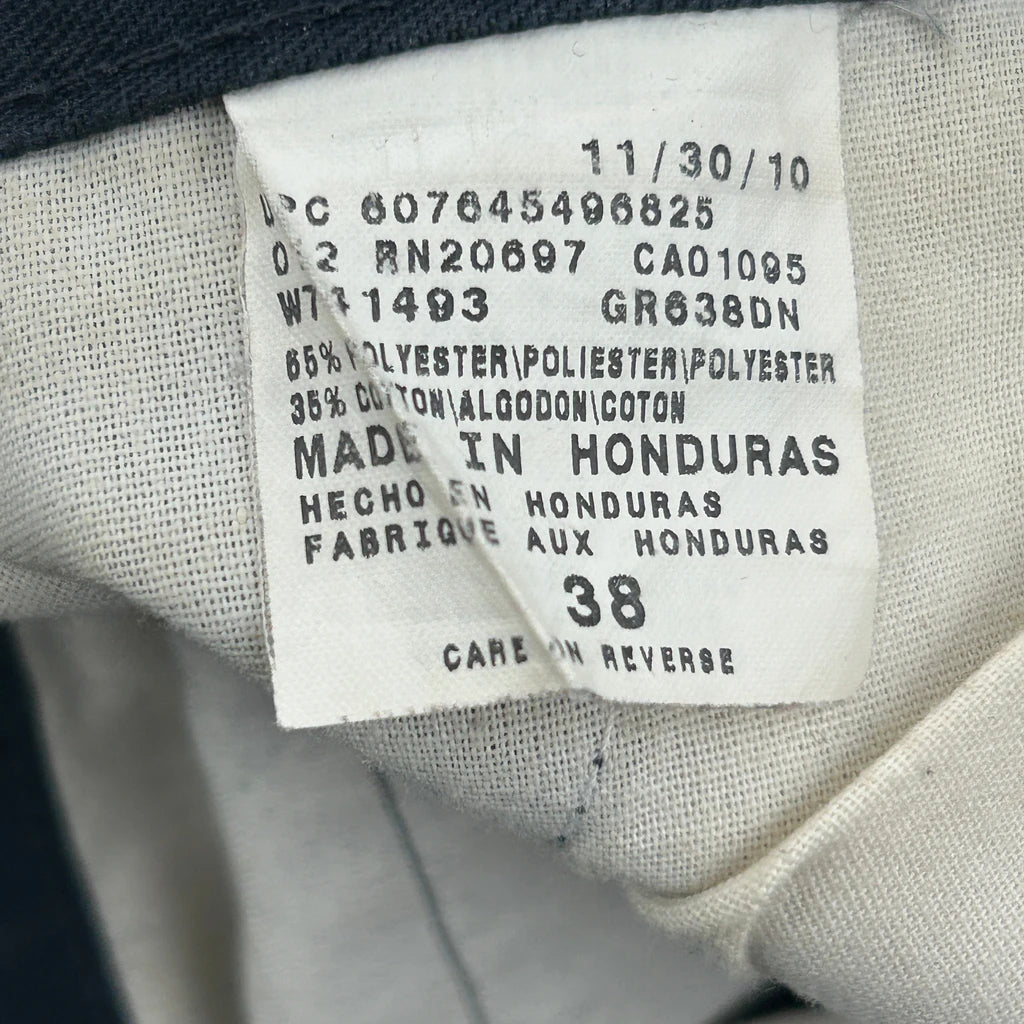 11/30/10
UPC 607645496825
RN20697 CA01095
GR638DN
65% POLYESTER\POLIESTER\POLYESTER
35% COTTON\ALGODON\COTON
MADE IN HONDURAS
HECHO EN HONDURAS
FABRIQUE AUX HONDURAS
38
CARE ON REVERSE